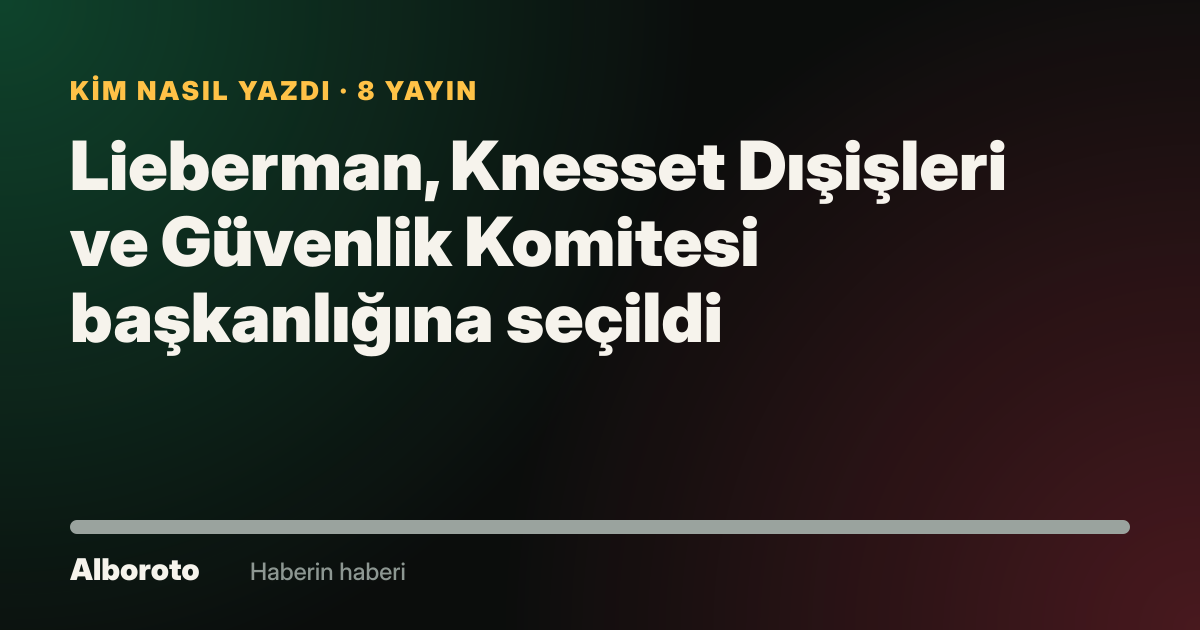 KİM NASIL YAZDI · 8 YAYIN
Lieberman, Knesset Dışişleri
ve Güvenlik Komitesi
başkanlığına seçildi
Alboroto
Haberin haberi